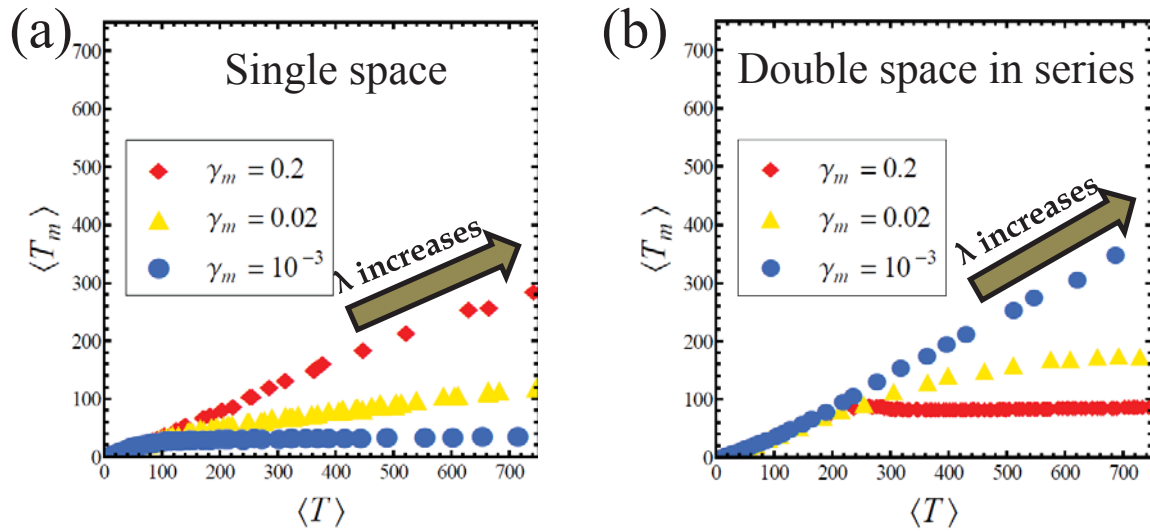 (a)
Single space
700
600
500
400
300
200
100
0
⟨T_m⟩
γ_m = 0.2
γ_m = 0.02
γ_m = 10^{-3}
λ increases
0 100 200 300 400 500 600 700
⟨T⟩
(b)
Double space in series
700
600
500
400
300
200
100
0
⟨T_m⟩
γ_m = 0.2
γ_m = 0.02
γ_m = 10^{-3}
λ increases
0 100 200 300 400 500 600 700
⟨T⟩